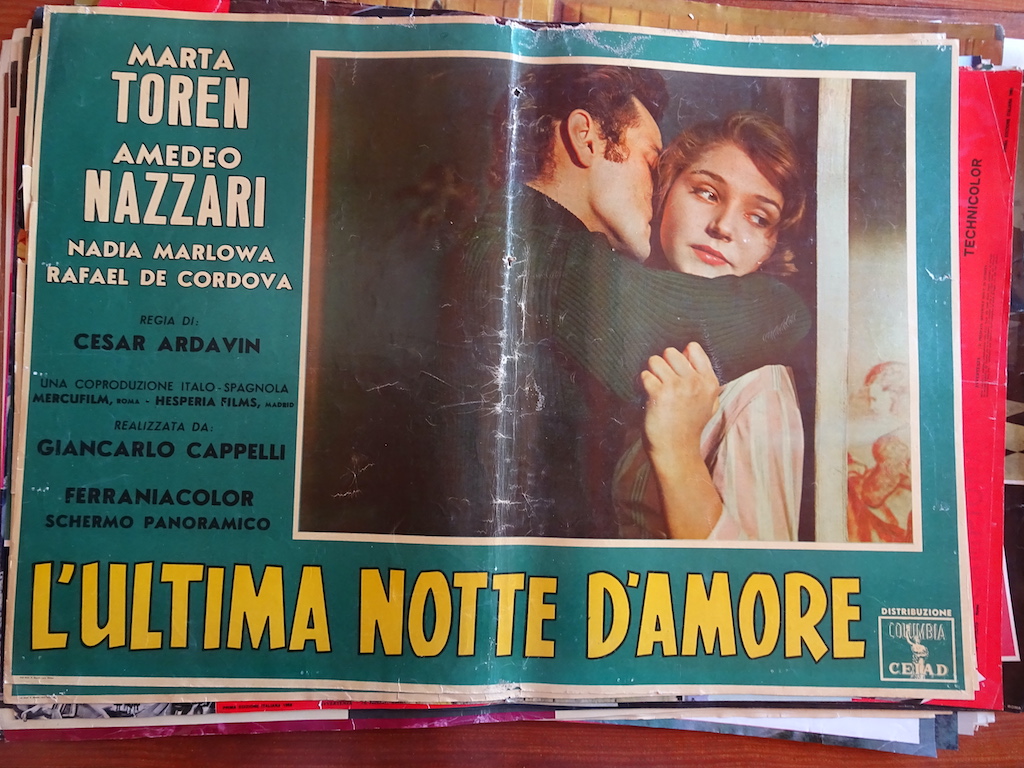 MARTA
TOREN
AMEDEO
NAZZARI
NADIA MARLOWA
RAFAEL DE CORDOVA
REGIA DI:
CESAR ARDAVIN
UNA COPRODUZIONE ITALO-SPAGNOLA
MERCUFILM, ROMA - HESPERIA FILMS, MADRID
REALIZZATA DA:
GIANCARLO CAPPELLI
FERRANIACOLOR
SCHERMO PANORAMICO
L'ULTIMA NOTTE D'AMORE
DISTRIBUZIONE
COLUMBIA
CEIAD
TECHNICOLOR